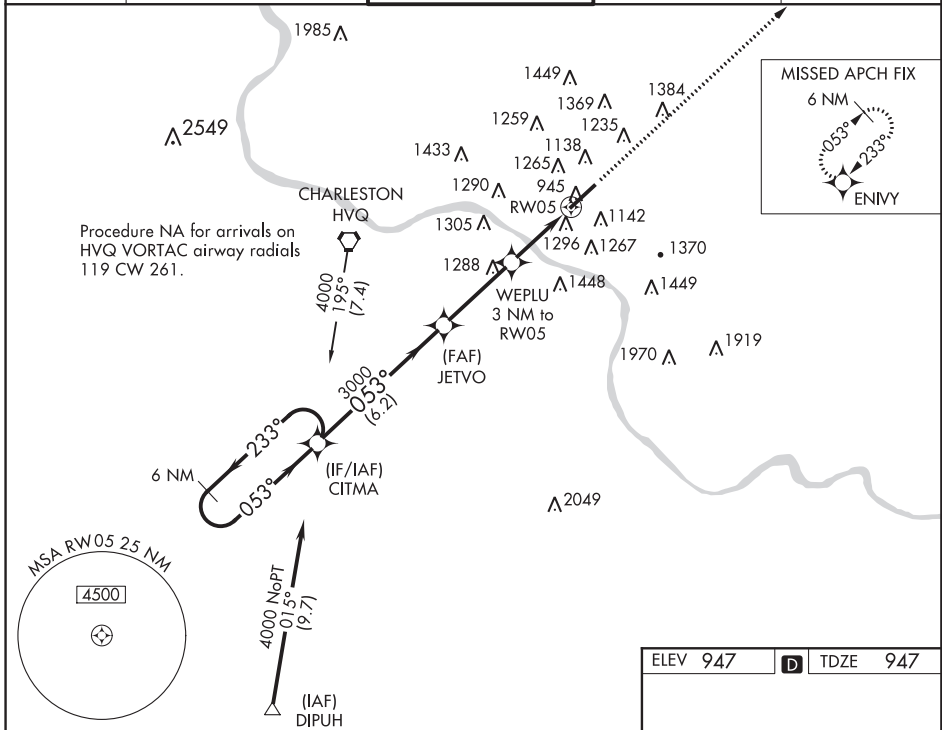 1985
1449
1384
1369
2549
1259
1235
1433
1138
1265
1290
945
CHARLESTON
HVQ
RW05
1305
1142
1296
1267
1370
1288
1448
1449
1970
1919
2049
MISSED APCH FIX
6 NM
053°
233°
ENIVY
Procedure NA for arrivals on
HVQ VORTAC airway radials
119 CW 261.
4000
195°
(7.4)
WEPLU
3 NM to
RW05
(FAF)
JETVO
3000
053°
(6.2)
233°
6 NM
053°
(IF/IAF)
CITMA
MSA RW05 25 NM
4500
4000 NoPT
015°
(9.7)
(IAF)
DIPUH
ELEV 947 D TDZE 947